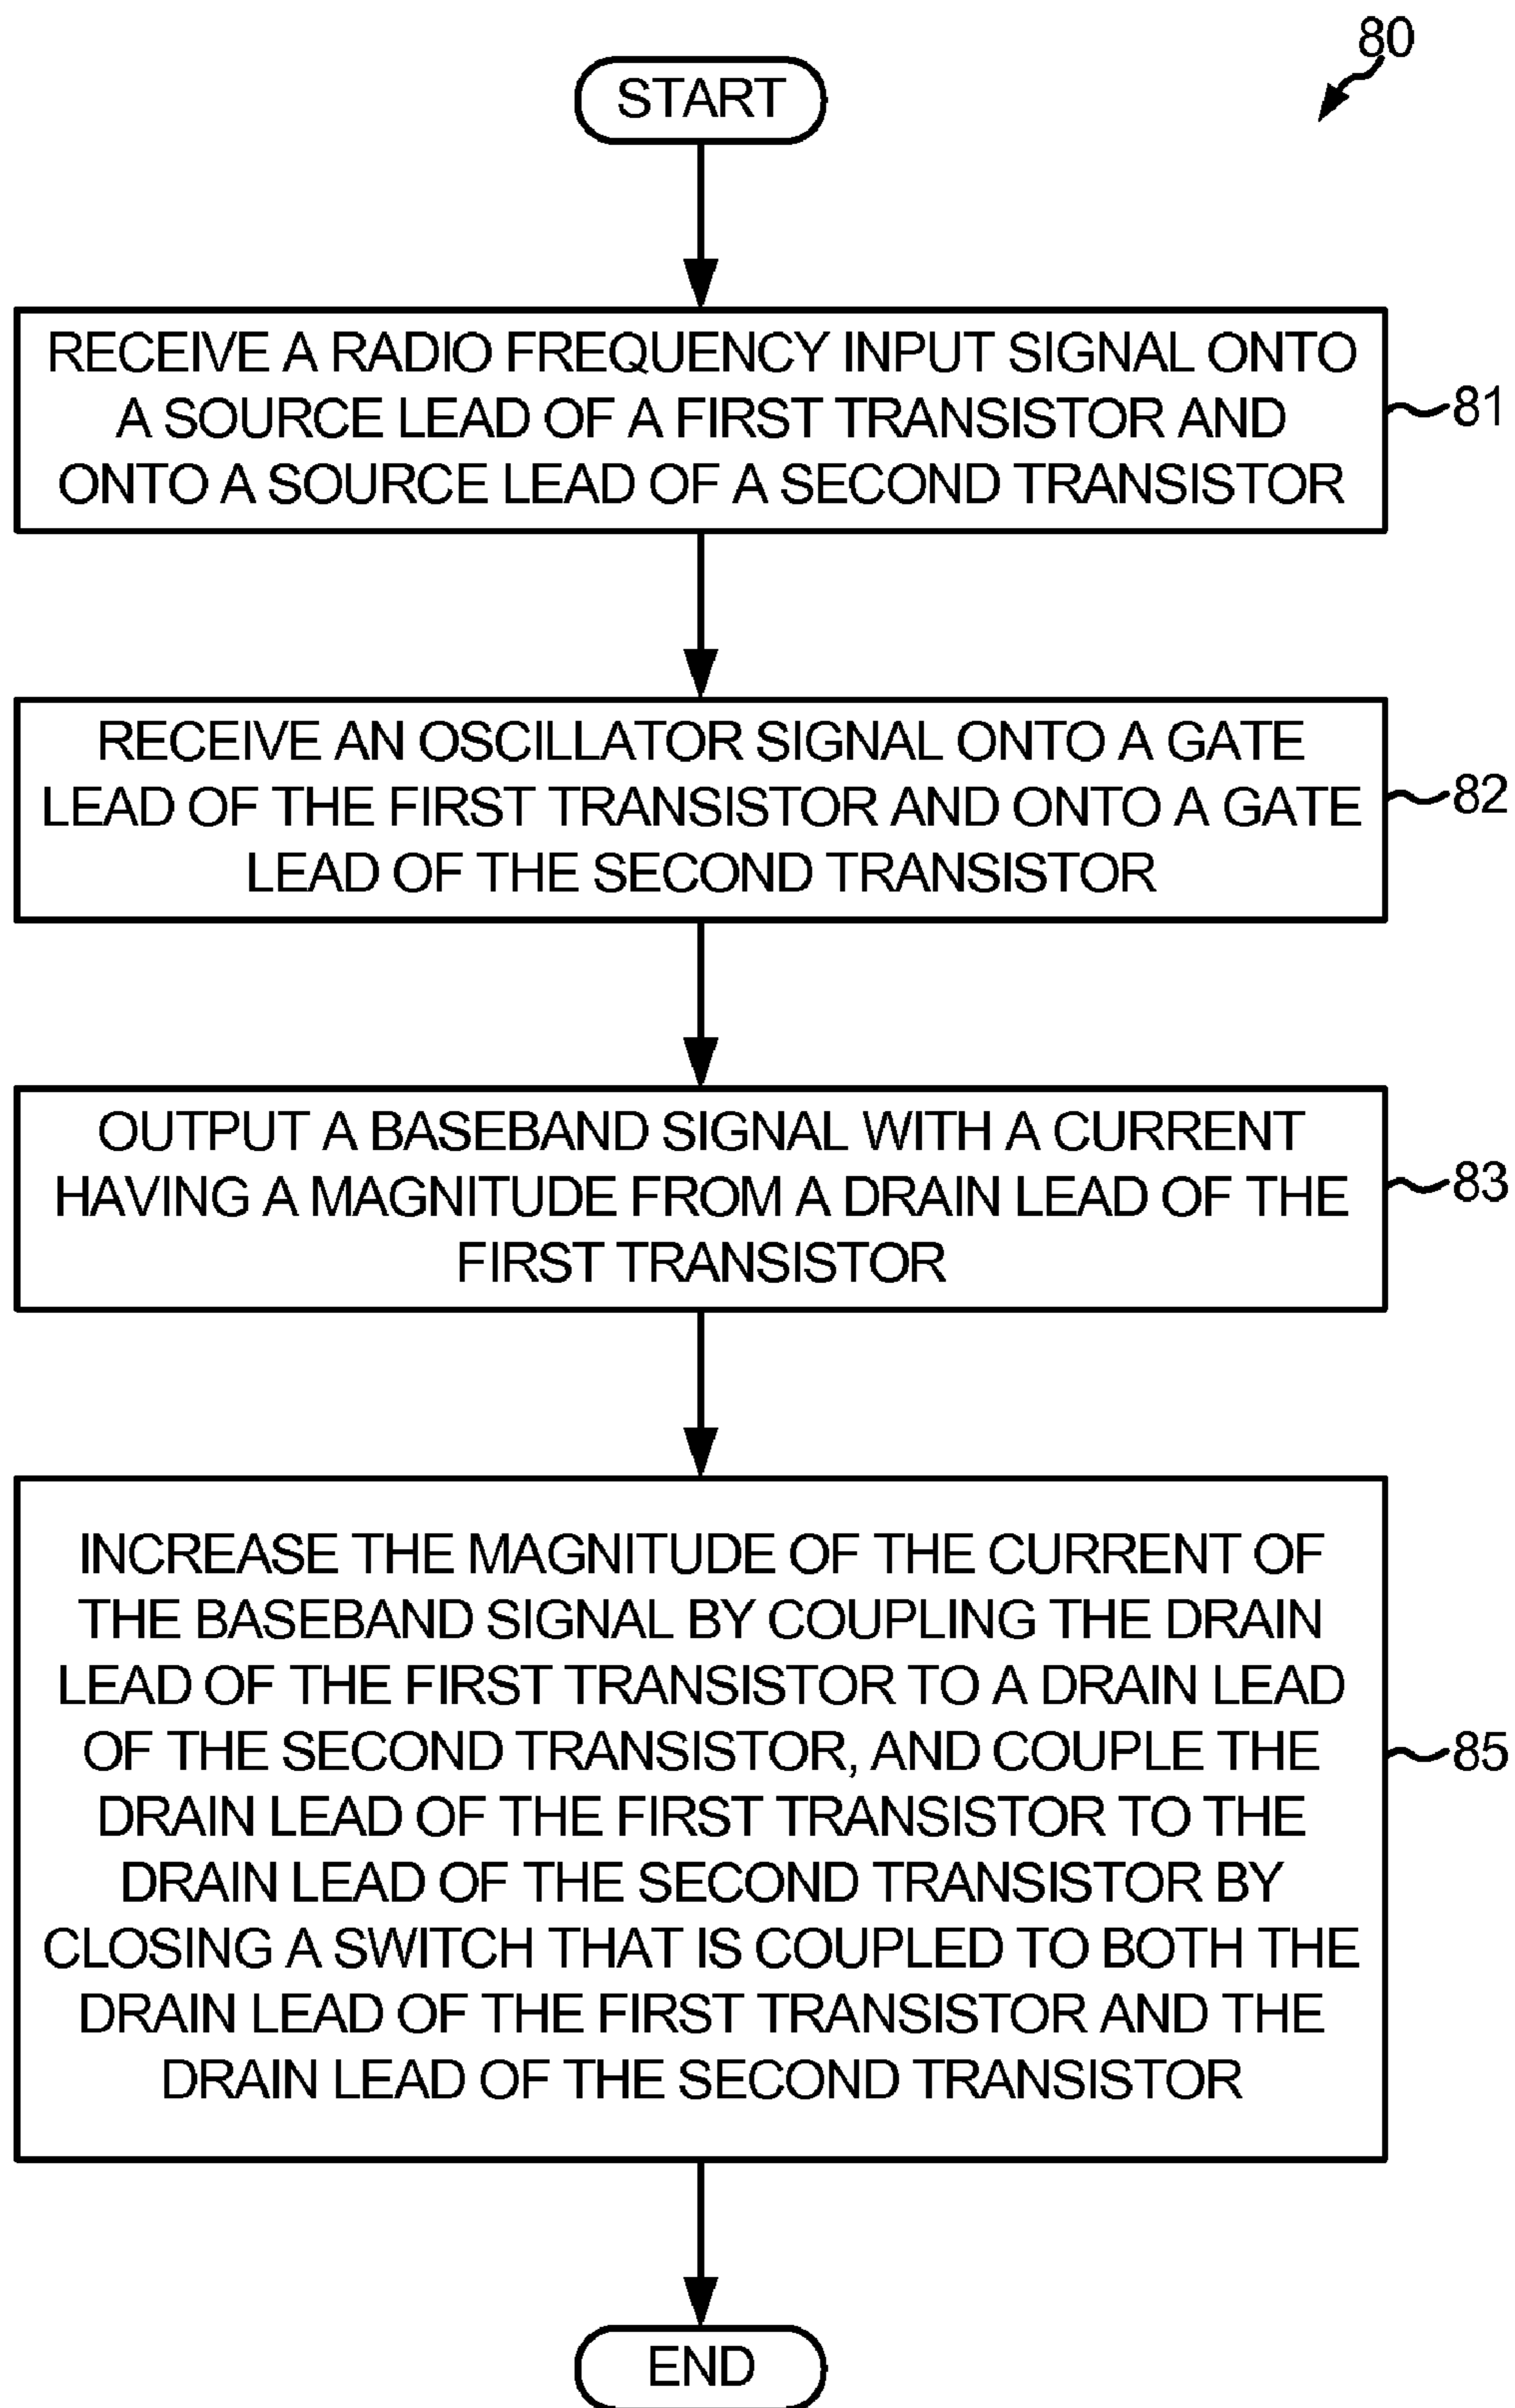 80
START
RECEIVE A RADIO FREQUENCY INPUT SIGNAL ONTO
A SOURCE LEAD OF A FIRST TRANSISTOR AND
ONTO A SOURCE LEAD OF A SECOND TRANSISTOR
81
RECEIVE AN OSCILLATOR SIGNAL ONTO A GATE
LEAD OF THE FIRST TRANSISTOR AND ONTO A GATE
LEAD OF THE SECOND TRANSISTOR
82
OUTPUT A BASEBAND SIGNAL WITH A CURRENT
HAVING A MAGNITUDE FROM A DRAIN LEAD OF THE
FIRST TRANSISTOR
83
INCREASE THE MAGNITUDE OF THE CURRENT OF
THE BASEBAND SIGNAL BY COUPLING THE DRAIN
LEAD OF THE FIRST TRANSISTOR TO A DRAIN LEAD
OF THE SECOND TRANSISTOR, AND COUPLE THE
DRAIN LEAD OF THE FIRST TRANSISTOR TO THE
DRAIN LEAD OF THE SECOND TRANSISTOR BY
CLOSING A SWITCH THAT IS COUPLED TO BOTH THE
DRAIN LEAD OF THE FIRST TRANSISTOR AND THE
DRAIN LEAD OF THE SECOND TRANSISTOR
85
END